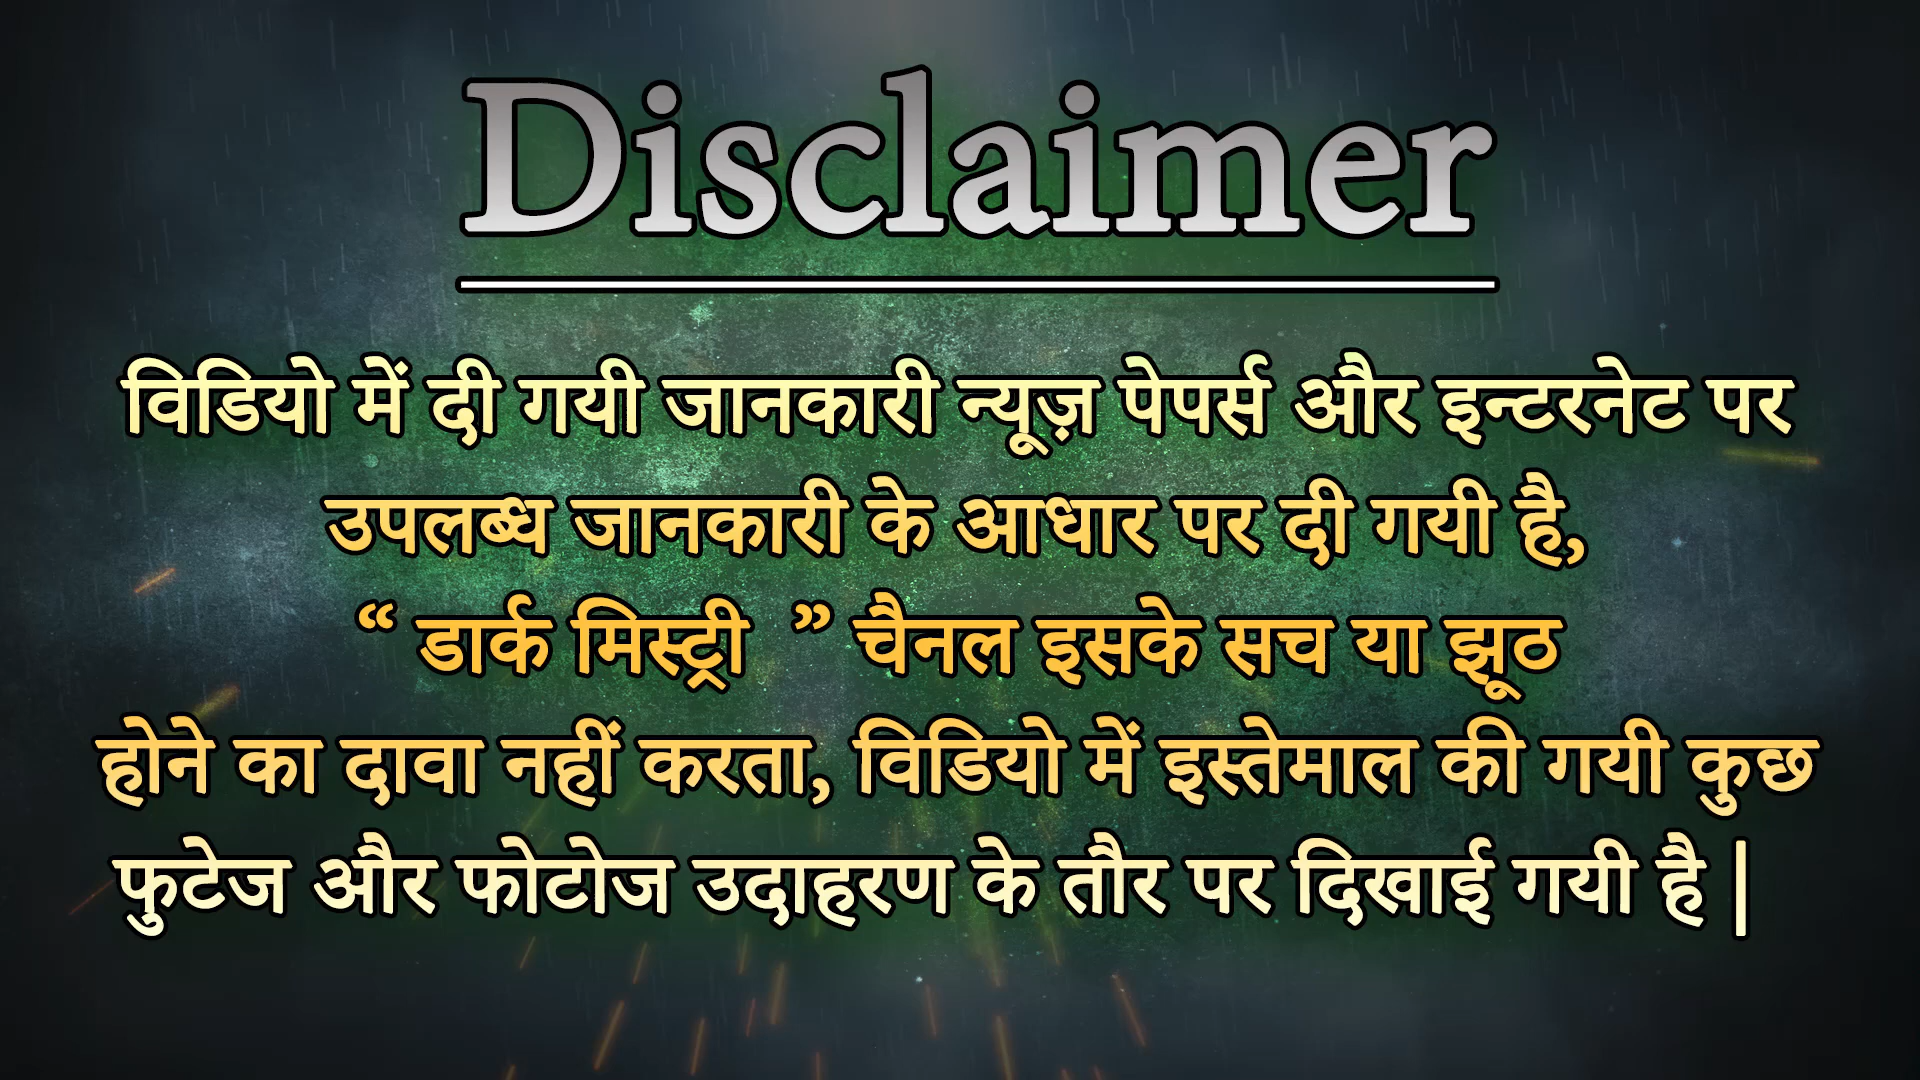 Disclaimer
विडियो में दी गयी जानकारी न्यूज़ पेपर्स और इन्टरनेट पर
उपलब्ध जानकारी के आधार पर दी गयी है,
“ डार्क मिस्ट्री ” चैनल इसके सच या झूठ
होने का दावा नहीं करता, विडियो में इस्तेमाल की गयी कुछ
फुटेज और फोटोज उदाहरण के तौर पर दिखाई गयी है |